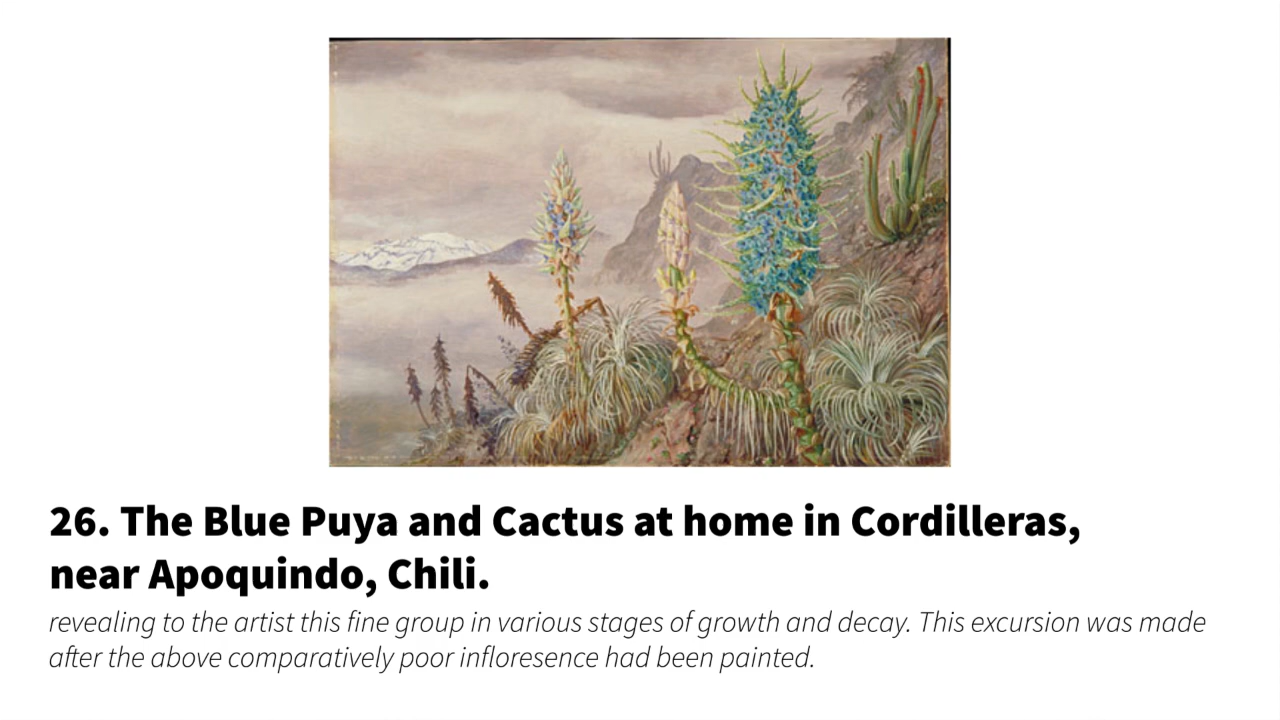 26. The Blue Puya and Cactus at home in Cordilleras,
near Apoquindo, Chili.
revealing to the artist this fine group in various stages of growth and decay. This excursion was made
after the above comparatively poor infloresence had been painted.